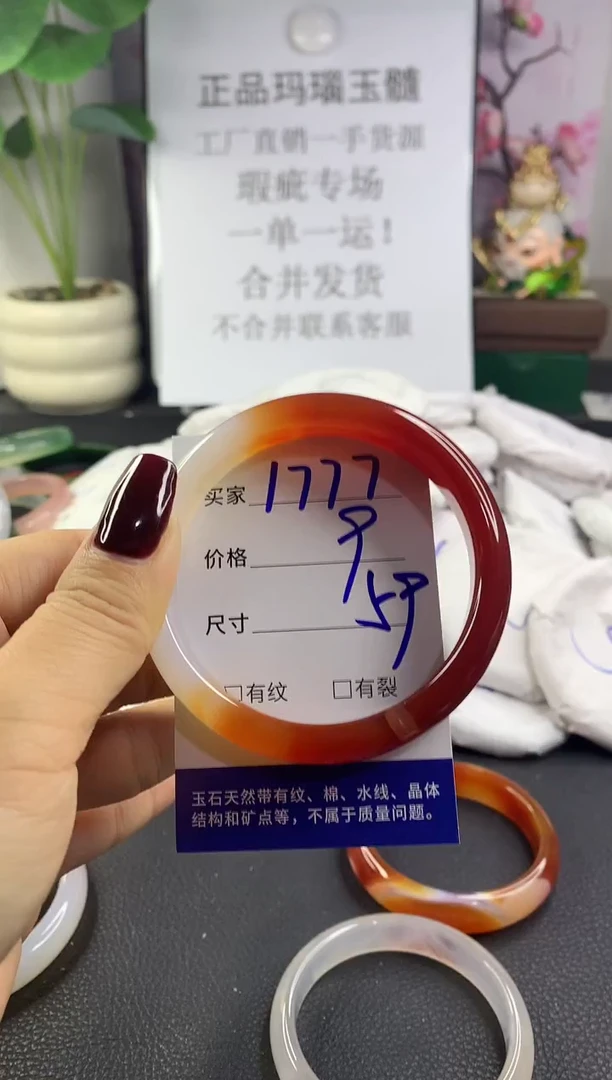 正品玛瑙玉髓
工厂直销一手货源
瑕疵专场
一单一运！
合并发货
不合并联系客服
买家 1777
价格 9
尺寸 59
□有纹 □有裂
玉石天然带有纹、棉、水线、晶体
结构和矿点等，不属于质量问题。